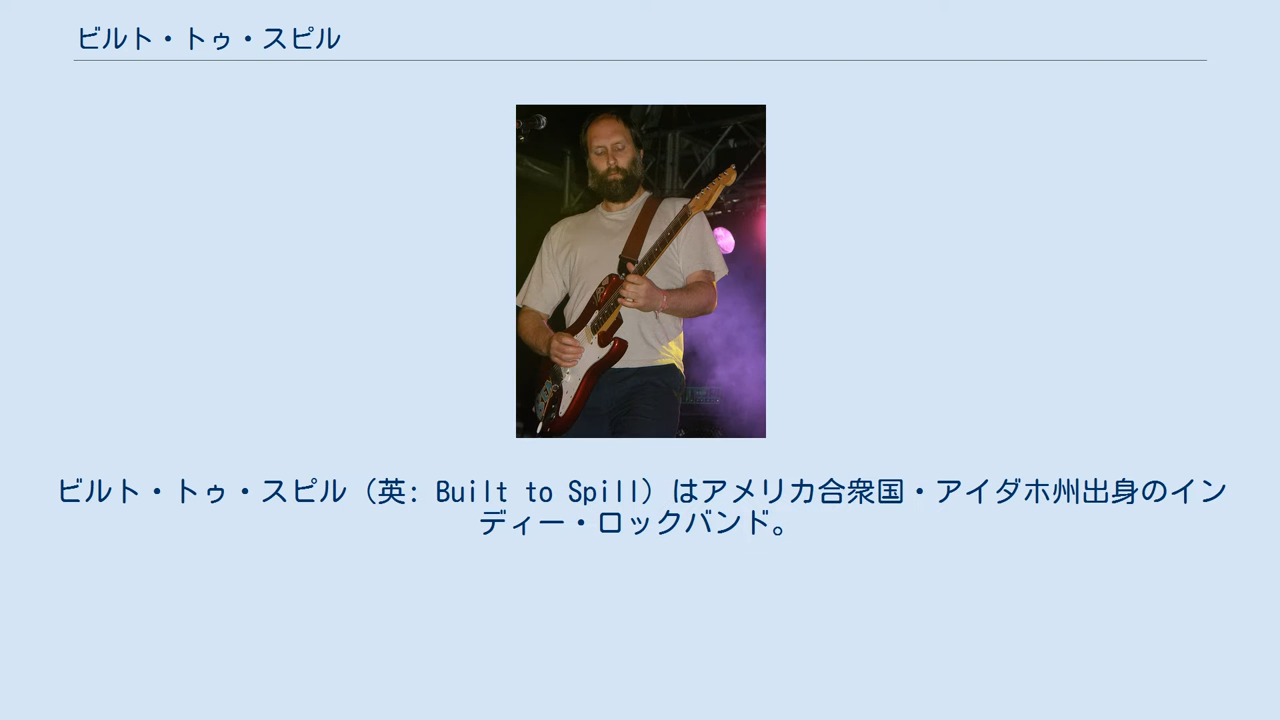 ビルト・トゥ・スピル
ビルト・トゥ・スピル（英: Built to Spill）はアメリカ合衆国・アイダホ州出身のイン
ディー・ロックバンド。